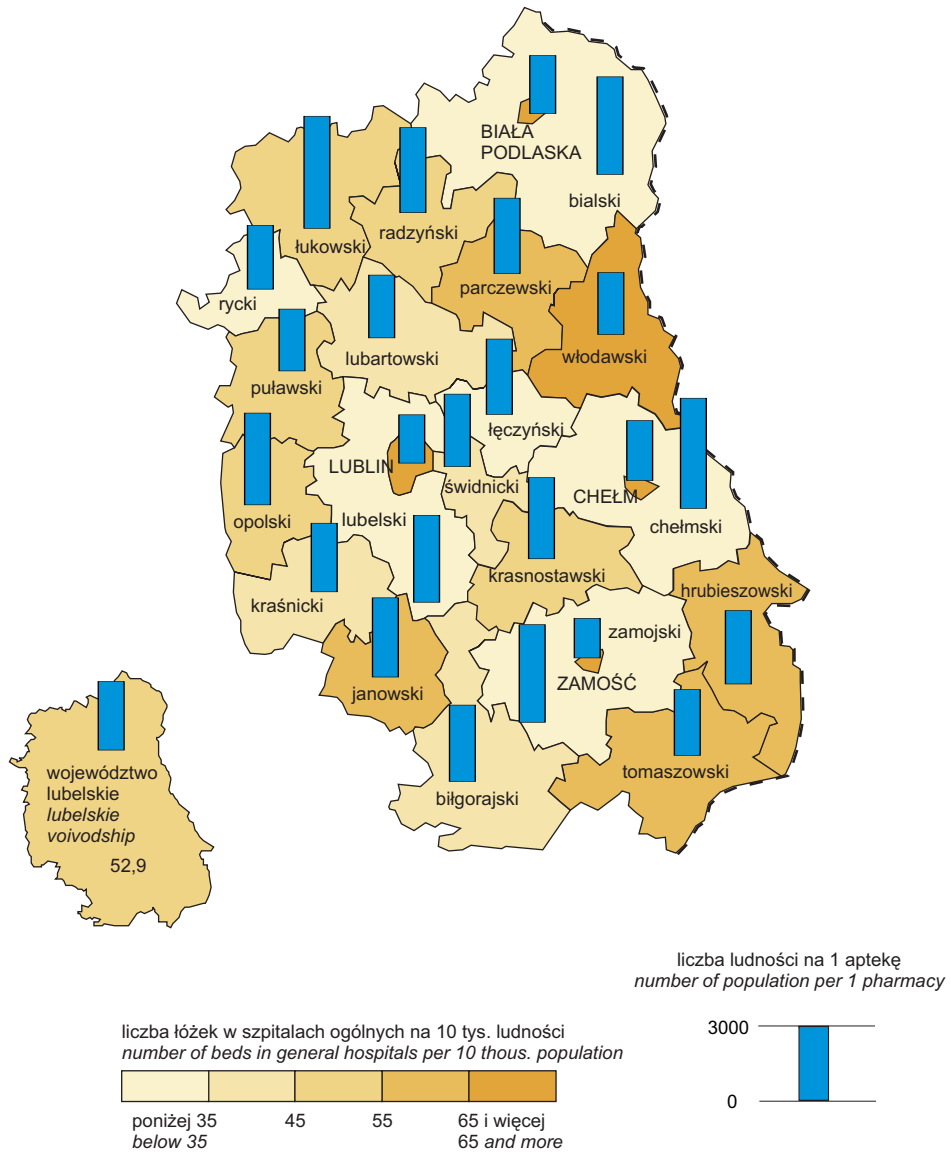 BIAŁA
PODLASKA
bialski
łukowski
radzyński
parczewski
rycki
lubartowski
włodawski
puławski
łęczyński
LUBLIN
świdnicki
CHEŁM
opolski
lubelski
chełmski
krasnostawski
hrubieszowski
kraśnicki
zamojski
janowski
ZAMOŚĆ
tomaszowski
biłgorajski
województwo
lubelskie
lubelskie
voivodship
52,9
liczba ludności na 1 aptekę
number of population per 1 pharmacy
3000
0
liczba łóżek w szpitalach ogólnych na 10 tys. ludności
number of beds in general hospitals per 10 thous. population
poniżej 35 45 55 65 i więcej
below 35 65 and more